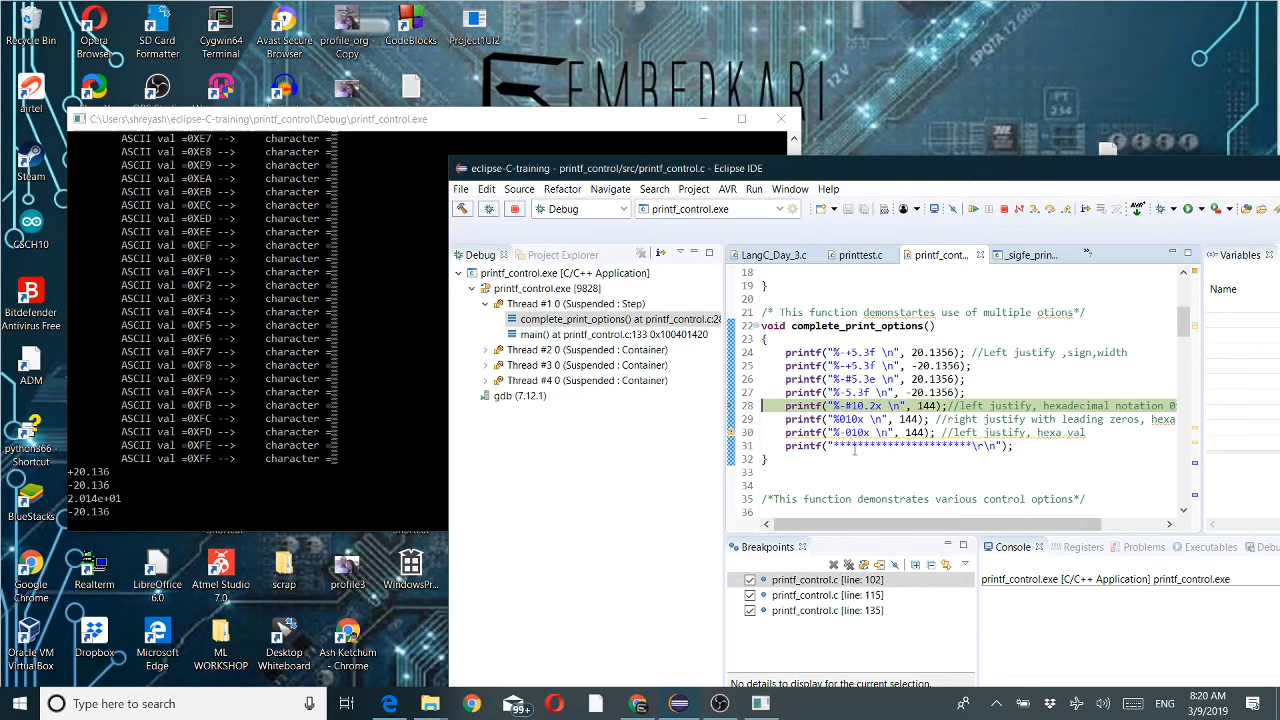 Recycle Bin
Opera Browser
SD Card Formatter
Cygwin64 Terminal
Avast Secure Browser
profile_org - Copy
CodeBlocks
Project1UI2
EMBEDKARI
airtel
Steam
CSCH10
Bitdefender Antivirus Free
ADM
python366 - Shortcut
BlueStacks
C:\Users\shreyash\eclipse-C-training\printf_control\Debug\printf_control.exe
ASCII val =0XE7 --> character =
ASCII val =0XE8 --> character =
ASCII val =0XE9 --> character =
ASCII val =0XEA --> character =
ASCII val =0XEB --> character =
ASCII val =0XEC --> character =
ASCII val =0XED --> character =
ASCII val =0XEE --> character =
ASCII val =0XEF --> character =
ASCII val =0XF0 --> character =
ASCII val =0XF1 --> character =
ASCII val =0XF2 --> character =
ASCII val =0XF3 --> character =
ASCII val =0XF4 --> character =
ASCII val =0XF5 --> character =
ASCII val =0XF6 --> character =
ASCII val =0XF7 --> character =
ASCII val =0XF8 --> character =
ASCII val =0XF9 --> character =
ASCII val =0XFA --> character =
ASCII val =0XFB --> character =
ASCII val =0XFC --> character =
ASCII val =0XFD --> character =
ASCII val =0XFE --> character =
ASCII val =0XFF --> character =
+20.136
-20.136
2.014e+01
-20.136
eclipse-C-training - printf_control/src/printf_control.c - Eclipse IDE
File Edit Source Refactor Navigate Search Project AVR Run Window Help
Debug printf_control.exe
Debug Project Explorer
printf_control.exe [C/C++ Application]
printf_control.exe [9828]
Thread #1 0 (Suspended : Step)
complete_print_options() at printf_control.c:28
main() at printf_control.c:133 0x100401420
Thread #2 0 (Suspended : Container)
Thread #3 0 (Suspended : Container)
Thread #4 0 (Suspended : Container)
gdb (7.12.1)
LangC_Day_3.c printtest.c printf_cont... _sigfe_prin... Variables
Name
18
19 }
20
21 /* This function demonstartes use of multiple otions*/
22 void complete_print_options()
23 {
24 printf("%-+5.3f \n", 20.1356); //Left justify ,sign,width
25 printf("%-+5.3f \n", -20.1356);
26 printf("%-#5.3e \n", 20.1356);
27 printf("%-5.3f \n", -20.1356);
28 printf("%-#10.2x \n", 144);//left justify, hexadecimal notation 0
29 printf("%010x \n", 144); //right justify with leading zeros, hexa
30 printf("%-010x \n", 144); //left justify, hexa val
31 printf("***********************\r\n");
32 }
33
34
35 /*This function demonstrates various control options*/
36
Breakpoints
printf_control.c [line: 102]
printf_control.c [line: 115]
printf_control.c [line: 135]
No details to display for the current selection.
Console Registers Problems Executables
printf_control.exe [C/C++ Application] printf_control.exe
Google Chrome
Realterm
LibreOffice 6.0
Atmel Studio 7.0
scrap
profile3
WindowsPr...
Oracle VM Virtual Box
Dropbox
Microsoft Edge
ML WORKSHOP
Desktop Whiteboard
Ash Ketchum - Chrome
Type here to search
99+
ENG
8:20 AM
3/9/2019